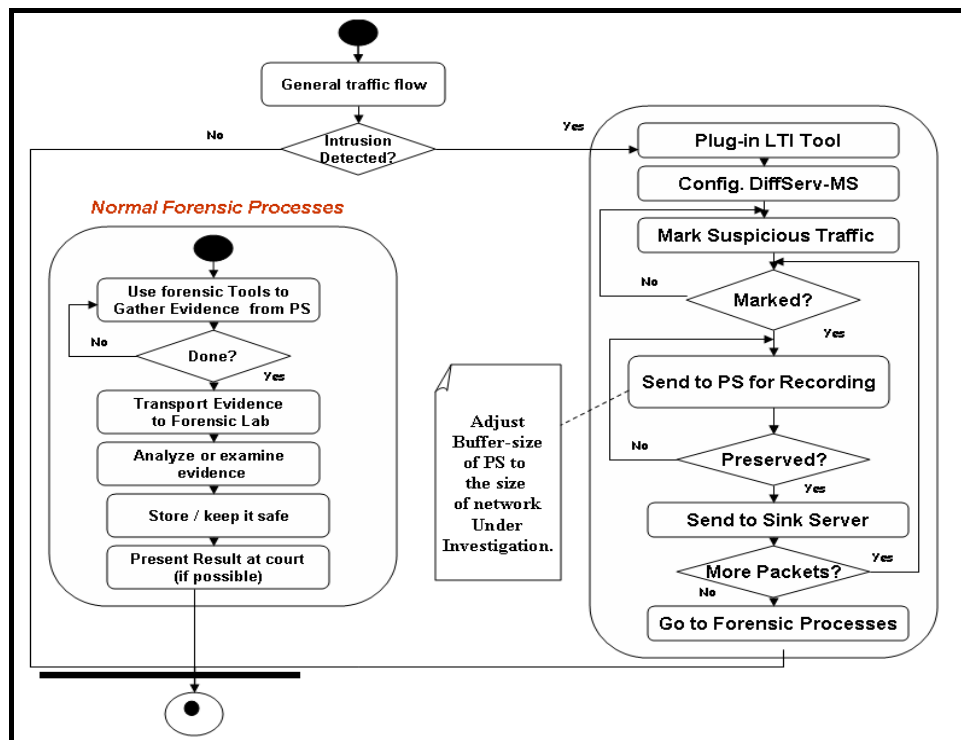 General traffic flow
No
Intrusion
Detected?
Yes
Normal Forensic Processes
Use forensic Tools to
Gather Evidence from PS
No
Done?
Yes
Transport Evidence
to Forensic Lab
Analyze or examine
evidence
Store / keep it safe
Present Result at court
(if possible)
Adjust
Buffer-size
of PS to
the size
of network
Under
Investigation.
Plug-in LTI Tool
Config. DiffServ-MS
Mark Suspicious Traffic
No
Marked?
Yes
Send to PS for Recording
No
Preserved?
Yes
Send to Sink Server
Yes
More Packets?
No
Go to Forensic Processes